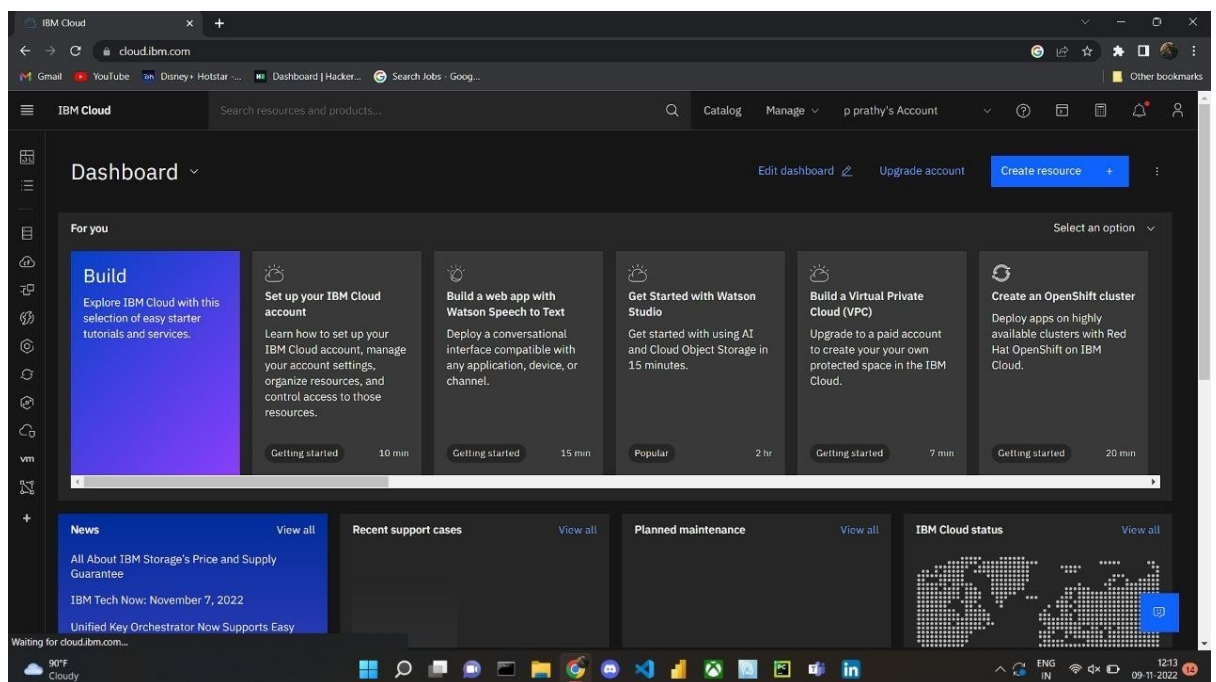 IBM Cloud
cloud.ibm.com
Gmail YouTube Disney+ Hotstar -... Dashboard | Hacker... Search Jobs - Goog... Other bookmarks
IBM Cloud Search resources and products... Catalog Manage p prathy's Account
Dashboard Edit dashboard Upgrade account Create resource +
For you Select an option
Build
Explore IBM Cloud with this
selection of easy starter
tutorials and services.
Set up your IBM Cloud
account
Learn how to set up your
IBM Cloud account, manage
your account settings,
organize resources, and
control access to those
resources.
Getting started 10 min
Build a web app with
Watson Speech to Text
Deploy a conversational
interface compatible with
any application, device, or
channel.
Getting started 15 min
Get Started with Watson
Studio
Get started with using AI
and Cloud Object Storage in
15 minutes.
Popular 2 hr
Build a Virtual Private
Cloud (VPC)
Upgrade to a paid account
to create your your own
protected space in the IBM
Cloud.
Getting started 7 min
Create an OpenShift cluster
Deploy apps on highly
available clusters with Red
Hat OpenShift on IBM
Cloud.
Getting started 20 min
vm
News View all
All About IBM Storage's Price and Supply
Guarantee
IBM Tech Now: November 7, 2022
Unified Key Orchestrator Now Supports Easy
Recent support cases View all
Planned maintenance View all
IBM Cloud status View all
Waiting for cloud.ibm.com...
90°F
Cloudy
ENG
IN
12:13
09-11-2022
14